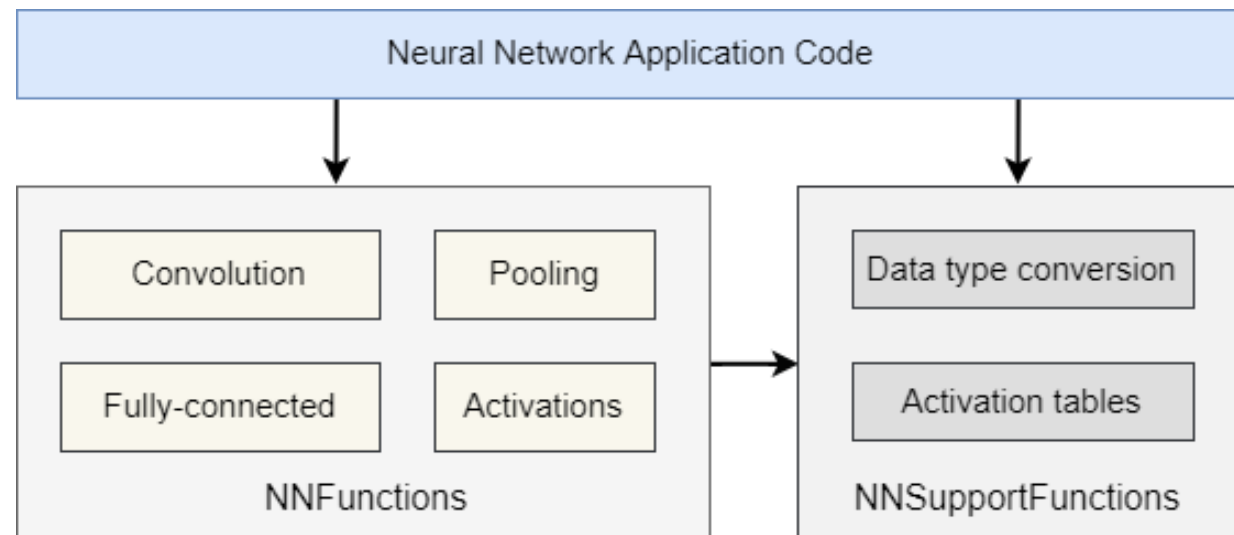 Neural Network Application Code
Convolution
Pooling
Fully-connected
Activations
NNFunctions
Data type conversion
Activation tables
NNSupportFunctions